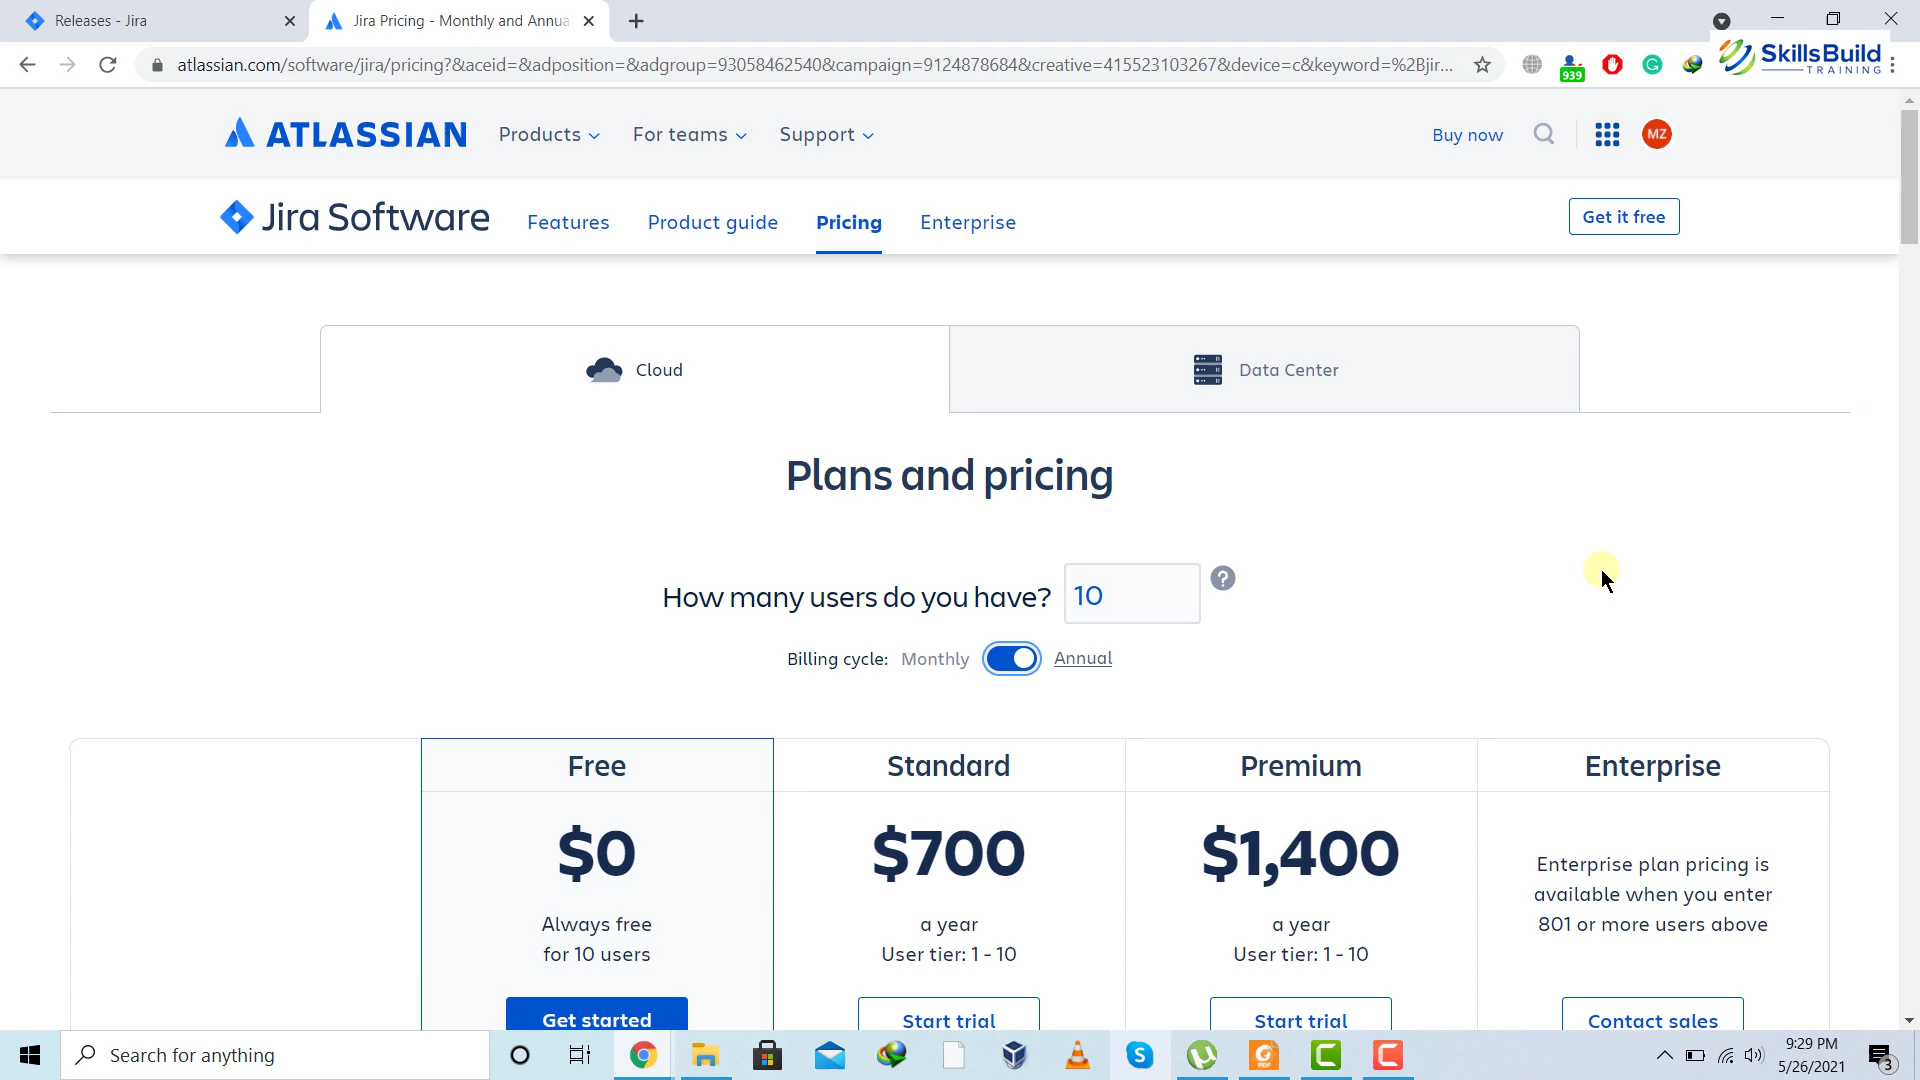 Releases - Jira
Jira Pricing - Monthly and Annua
atlassian.com/software/jira/pricing?&aceid=&adposition=&adgroup=93058462540&campaign=9124878684&creative=415523103267&device=c&keyword=%2Bjir...
939
SkillsBuild
TRAINING
ATLASSIAN
Products
For teams
Support
Buy now
MZ
Jira Software
Features
Product guide
Pricing
Enterprise
Get it free
Cloud
Data Center
Plans and pricing
How many users do you have? 10
?
Billing cycle: Monthly Annual
Free
Standard
Premium
Enterprise
$0
$700
$1,400
Enterprise plan pricing is
available when you enter
801 or more users above
Always free
for 10 users
a year
User tier: 1 - 10
a year
User tier: 1 - 10
Get started
Start trial
Start trial
Contact sales
Search for anything
9:29 PM
5/26/2021
3